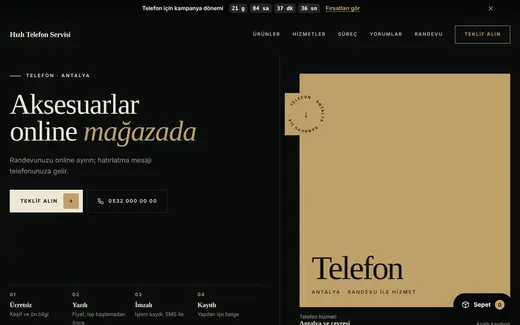 Telefon için kampanya dönemi 21 g 04 sa 37 dk 36 sn Fırsatları gör
Hızlı Telefon Servisi
ÜRÜNLER HİZMETLER SÜREÇ YORUMLAR RANDEVU TEKLİF ALIN
TELEFON · ANTALYA
Aksesuarlar
online mağazada
Randevunuzu online ayırın; hatırlatma mesajı
telefonunuza gelir.
TEKLİF ALIN
0532 000 00 00
TELEFON · ANTALYA · RANDEVU İLE
Telefon
ANTALYA · RANDEVU İLE HİZMET
01 02 03 04
Ücretsiz Yazılı İmzalı Kayıtlı
Keşif ve ön bilgi Fiyat, işe başlamadan önce İşlem kaydı, SMS ile Yapılan işe belge
Telefon hizmeti
Antalya ve çevresi
Sepet 0